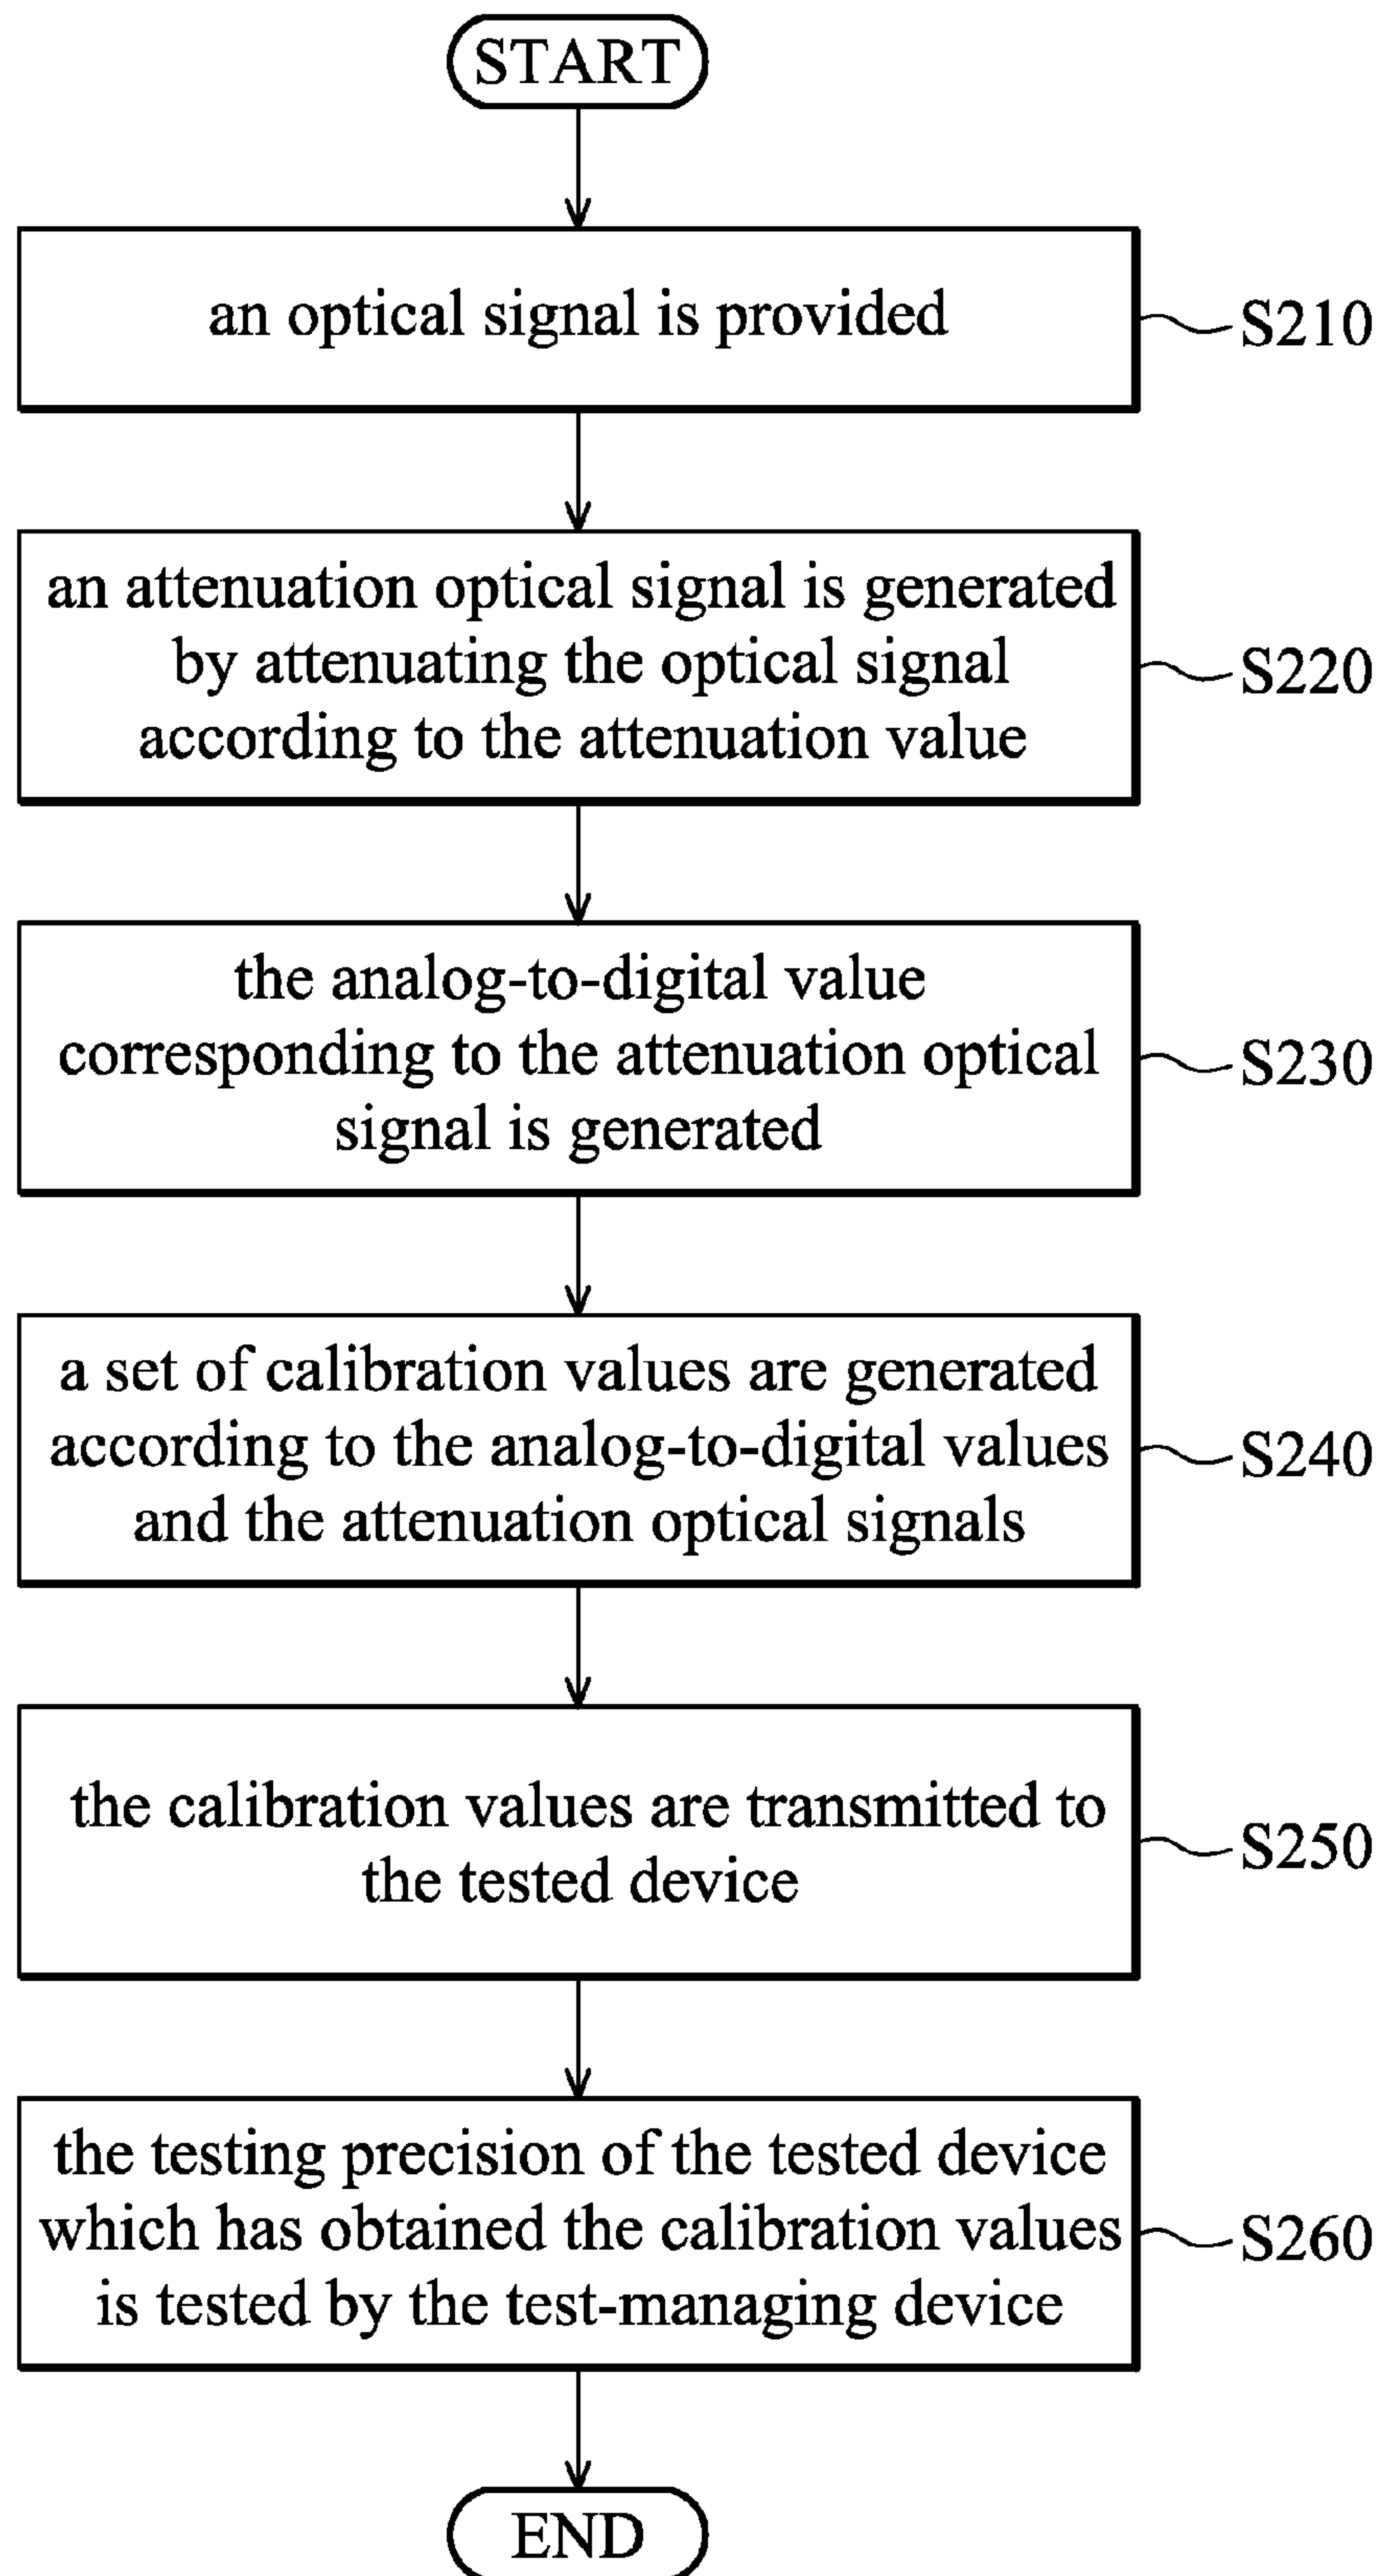 START
an optical signal is provided
S210
an attenuation optical signal is generated
by attenuating the optical signal
according to the attenuation value
S220
the analog-to-digital value
corresponding to the attenuation optical
signal is generated
S230
a set of calibration values are generated
according to the analog-to-digital values
and the attenuation optical signals
S240
the calibration values are transmitted to
the tested device
S250
the testing precision of the tested device
which has obtained the calibration values
is tested by the test-managing device
S260
END